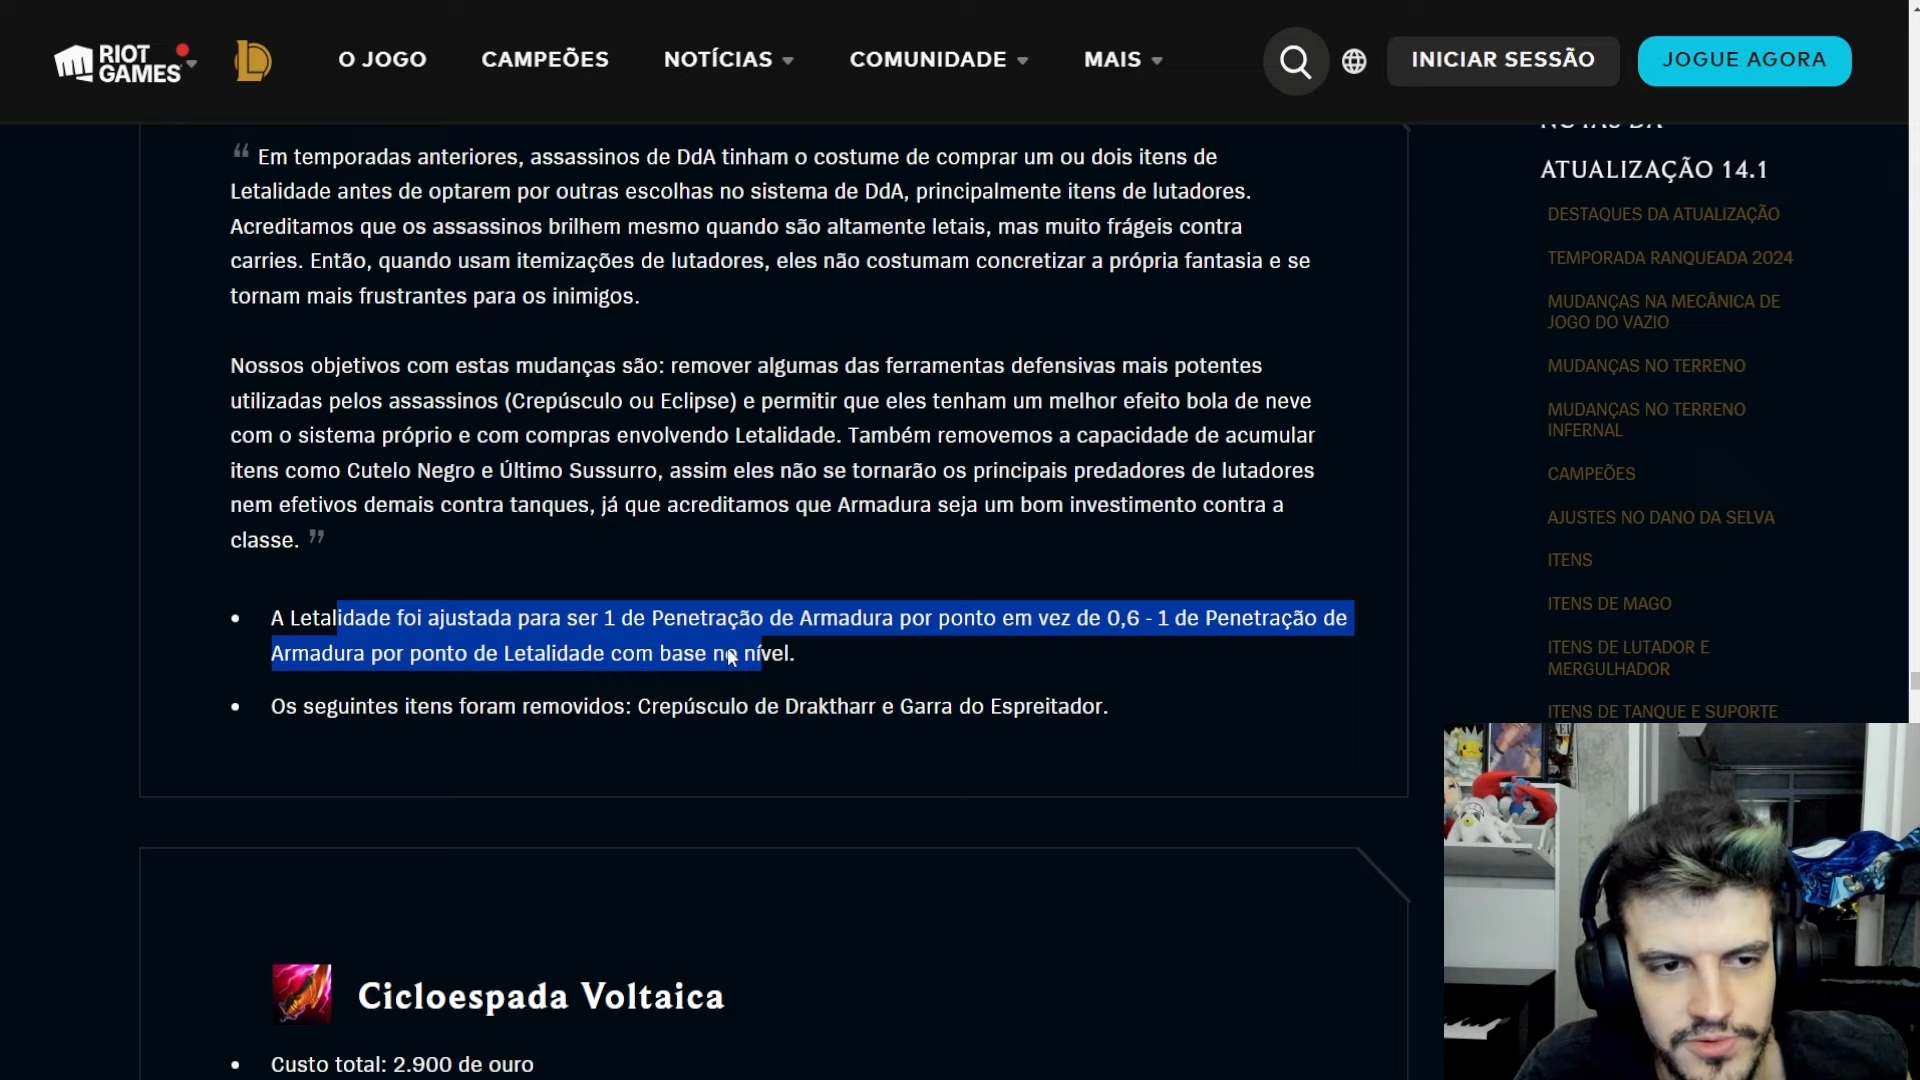 RIOT GAMES
O JOGO
CAMPEÕES
NOTÍCIAS
COMUNIDADE
MAIS
INICIAR SESSÃO
JOGUE AGORA
“ Em temporadas anteriores, assassinos de DdA tinham o costume de comprar um ou dois itens de
Letalidade antes de optarem por outras escolhas no sistema de DdA, principalmente itens de lutadores.
Acreditamos que os assassinos brilhem mesmo quando são altamente letais, mas muito frágeis contra
carries. Então, quando usam itemizações de lutadores, eles não costumam concretizar a própria fantasia e se
tornam mais frustrantes para os inimigos.
Nossos objetivos com estas mudanças são: remover algumas das ferramentas defensivas mais potentes
utilizadas pelos assassinos (Crepúsculo ou Eclipse) e permitir que eles tenham um melhor efeito bola de neve
com o sistema próprio e com compras envolvendo Letalidade. Também removemos a capacidade de acumular
itens como Cutelo Negro e Último Sussurro, assim eles não se tornarão os principais predadores de lutadores
nem efetivos demais contra tanques, já que acreditamos que Armadura seja um bom investimento contra a
classe. ”
• A Letalidade foi ajustada para ser 1 de Penetração de Armadura por ponto em vez de 0,6 - 1 de Penetração de
Armadura por ponto de Letalidade com base no nível.
• Os seguintes itens foram removidos: Crepúsculo de Draktharr e Garra do Espreitador.
Cicloespada Voltaica
• Custo total: 2.900 de ouro
NOTAS DA
ATUALIZAÇÃO 14.1
DESTAQUES DA ATUALIZAÇÃO
TEMPORADA RANQUEADA 2024
MUDANÇAS NA MECÂNICA DE
JOGO DO VAZIO
MUDANÇAS NO TERRENO
MUDANÇAS NO TERRENO
INFERNAL
CAMPEÕES
AJUSTES NO DANO DA SELVA
ITENS
ITENS DE MAGO
ITENS DE LUTADOR E
MERGULHADOR
ITENS DE TANQUE E SUPORTE